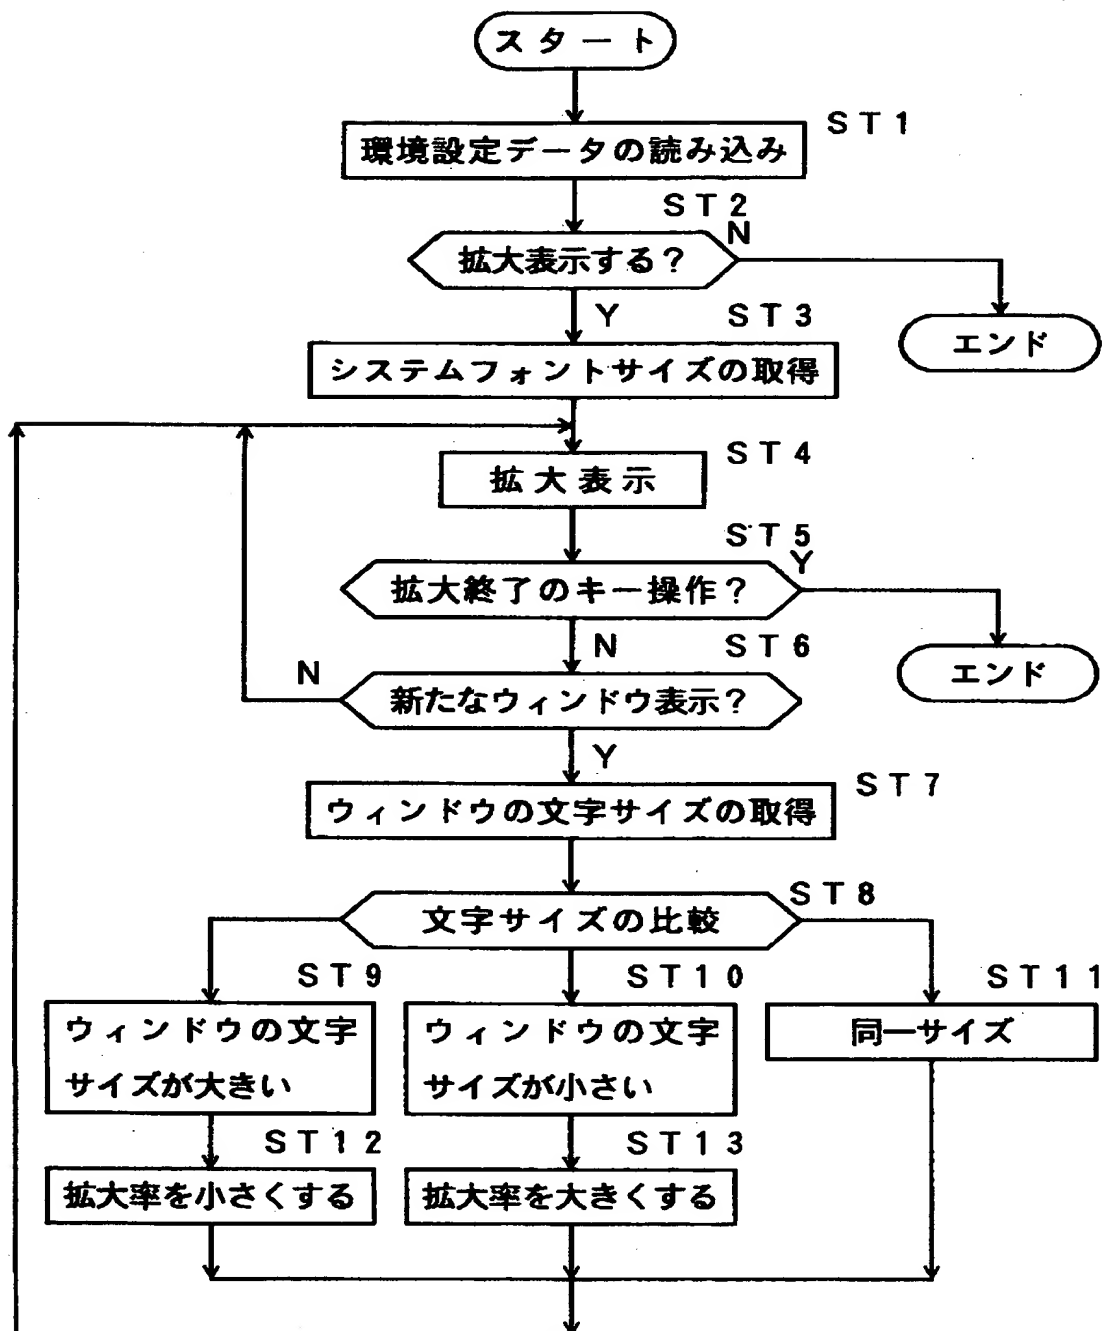 スタート
ST1
環境設定データの読み込み
ST2
N
拡大表示する?
Y
ST3
エンド
システムフォントサイズの取得
ST4
拡大表示
ST5
Y
拡大終了のキー操作?
N
ST6
エンド
N
新たなウィンドウ表示?
Y
ST7
ウィンドウの文字サイズの取得
ST8
文字サイズの比較
ST9
ST10
ST11
ウィンドウの文字
サイズが大きい
ウィンドウの文字
サイズが小さい
同一サイズ
ST12
ST13
拡大率を小さくする
拡大率を大きくする